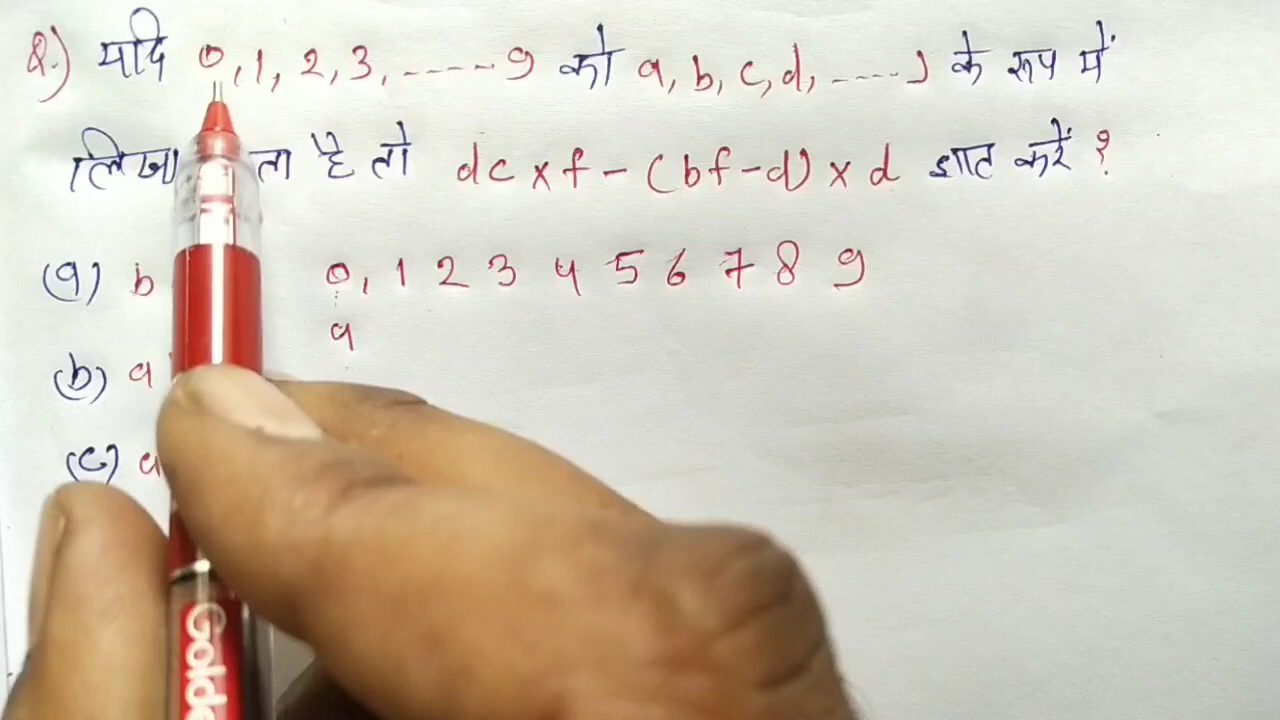 Q.) यदि 0, 1, 2, 3, ----- 9 को a, b, c, d, ---- J के रूप में
लिखा है तो dc x f - (bf - d) x d ज्ञात करें ?
(a) b
0, 1 2 3 4 5 6 7 8 9
a
(b) a
(c)
Golde